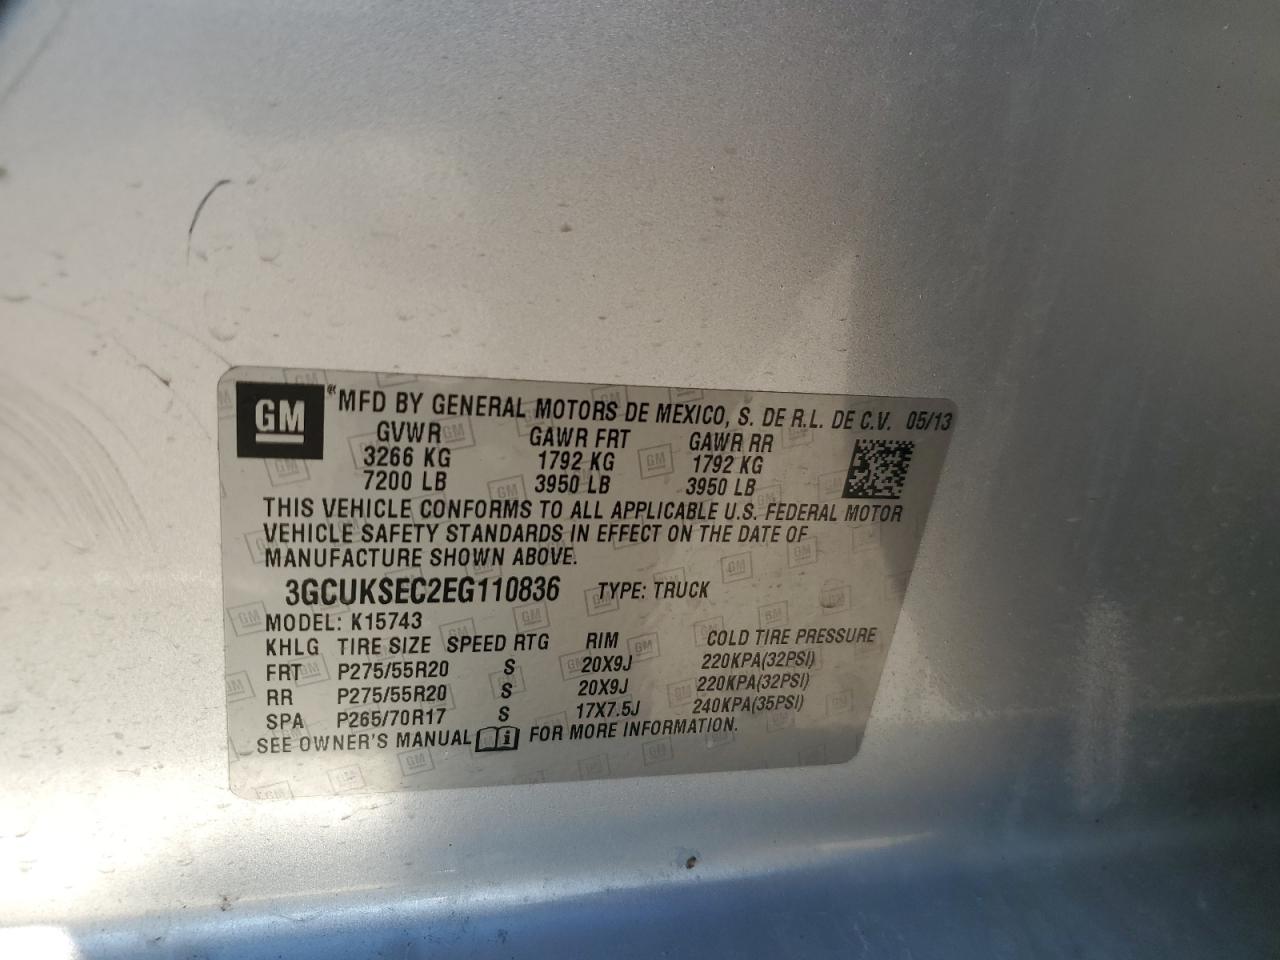 GM
® MFD BY GENERAL MOTORS DE MEXICO, S. DE R.L. DE C.V. 05/13
GVWR GAWR FRT GAWR RR
3266 KG 1792 KG 1792 KG
7200 LB 3950 LB 3950 LB
THIS VEHICLE CONFORMS TO ALL APPLICABLE U.S. FEDERAL MOTOR
VEHICLE SAFETY STANDARDS IN EFFECT ON THE DATE OF
MANUFACTURE SHOWN ABOVE.
3GCUKSEC2EG110836 TYPE: TRUCK
MODEL: K15743
KHLG TIRE SIZE SPEED RTG RIM COLD TIRE PRESSURE
FRT P275/55R20 S 20X9J 220KPA(32PSI)
RR P275/55R20 S 20X9J 220KPA(32PSI)
SPA P265/70R17 S 17X7.5J 240KPA(35PSI)
SEE OWNER'S MANUAL i FOR MORE INFORMATION.